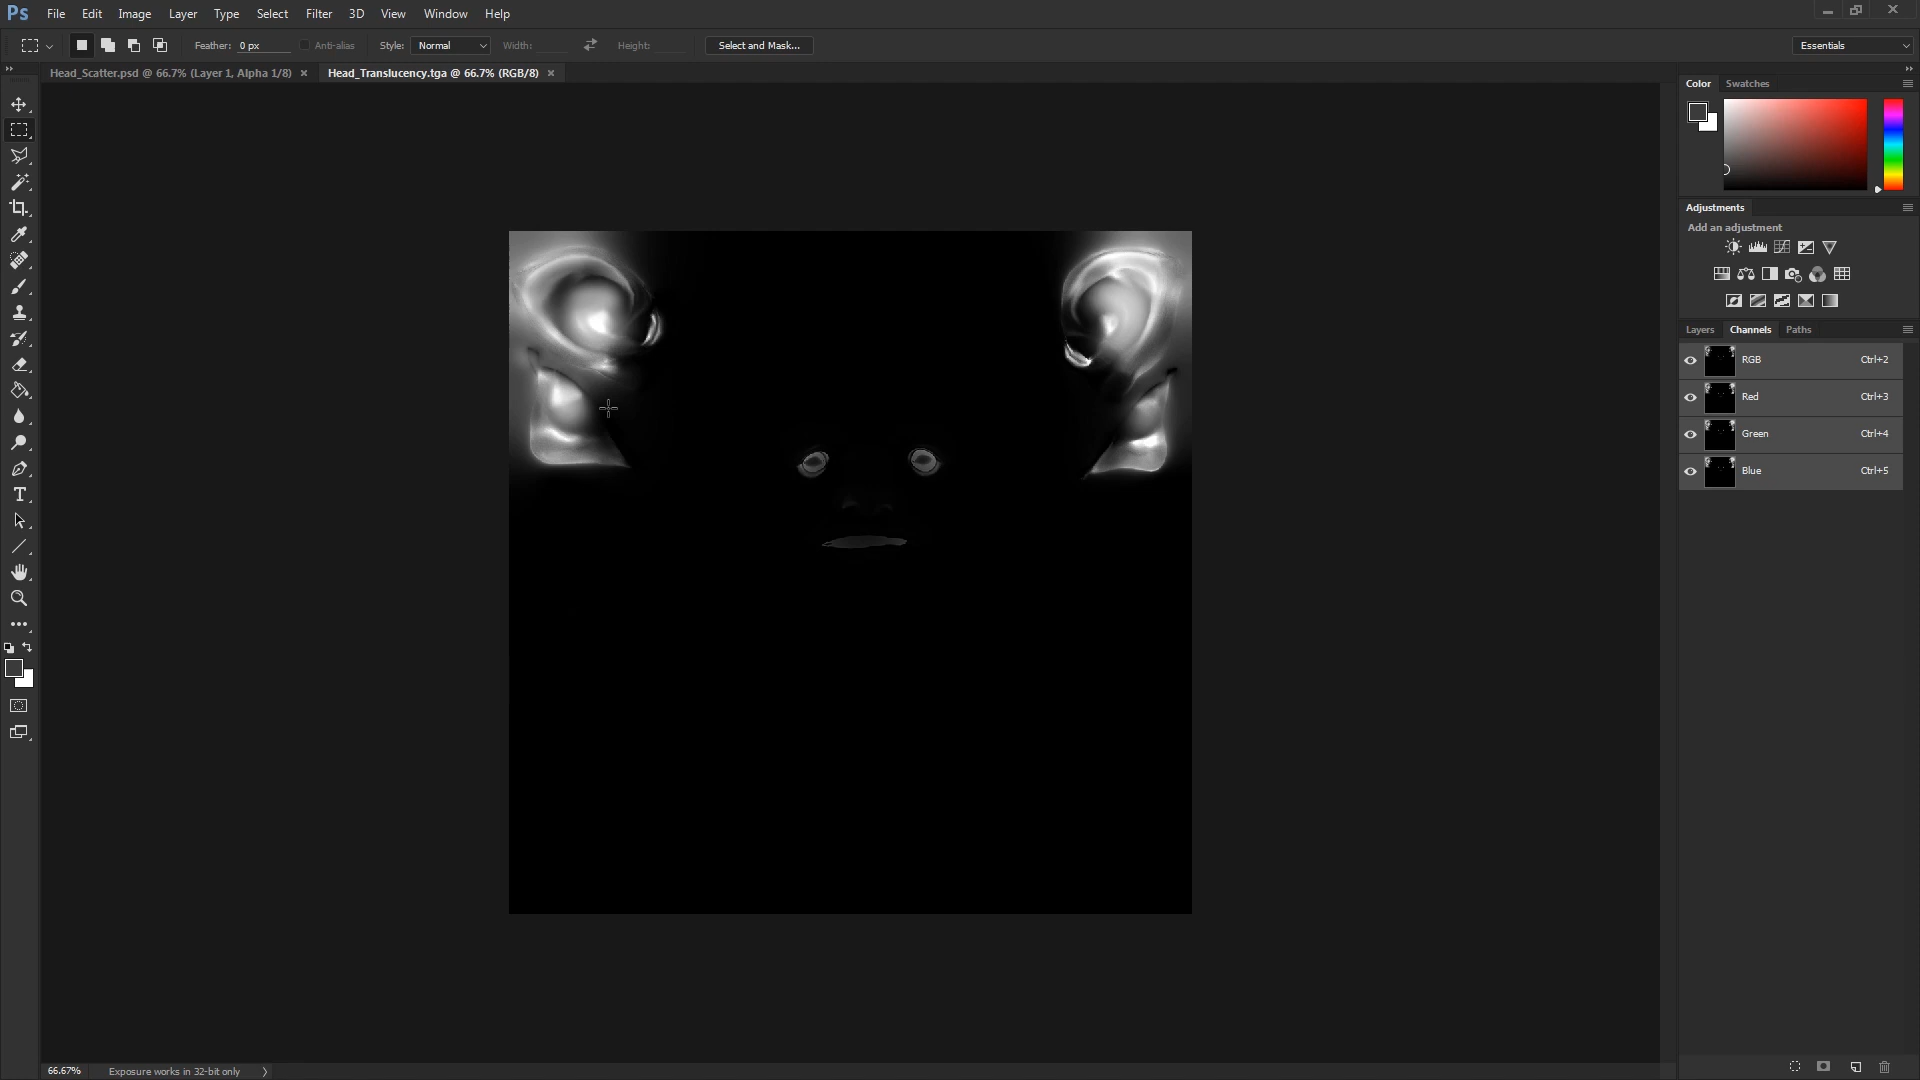 Ps File Edit Image Layer Type Select Filter 3D View Window Help
Feather: 0 px Anti-alias Style: Normal Width: Height: Select and Mask... Essentials
Head_Scatter.psd @ 66.7% (Layer 1, Alpha 1/8) × Head_Translucency.tga @ 66.7% (RGB/8) ×
Color Swatches
Adjustments
Add an adjustment
Layers Channels Paths
RGB Ctrl+2
Red Ctrl+3
Green Ctrl+4
Blue Ctrl+5
T
66.67% Exposure works in 32-bit only